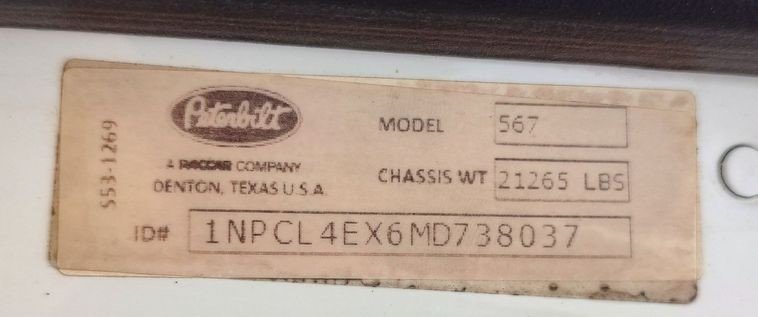 Peterbilt
A PACCAR COMPANY
DENTON, TEXAS U.S.A
S53-1269
MODEL 567
CHASSIS WT 21265 LBS
ID# 1NPCL4EX6MD738037